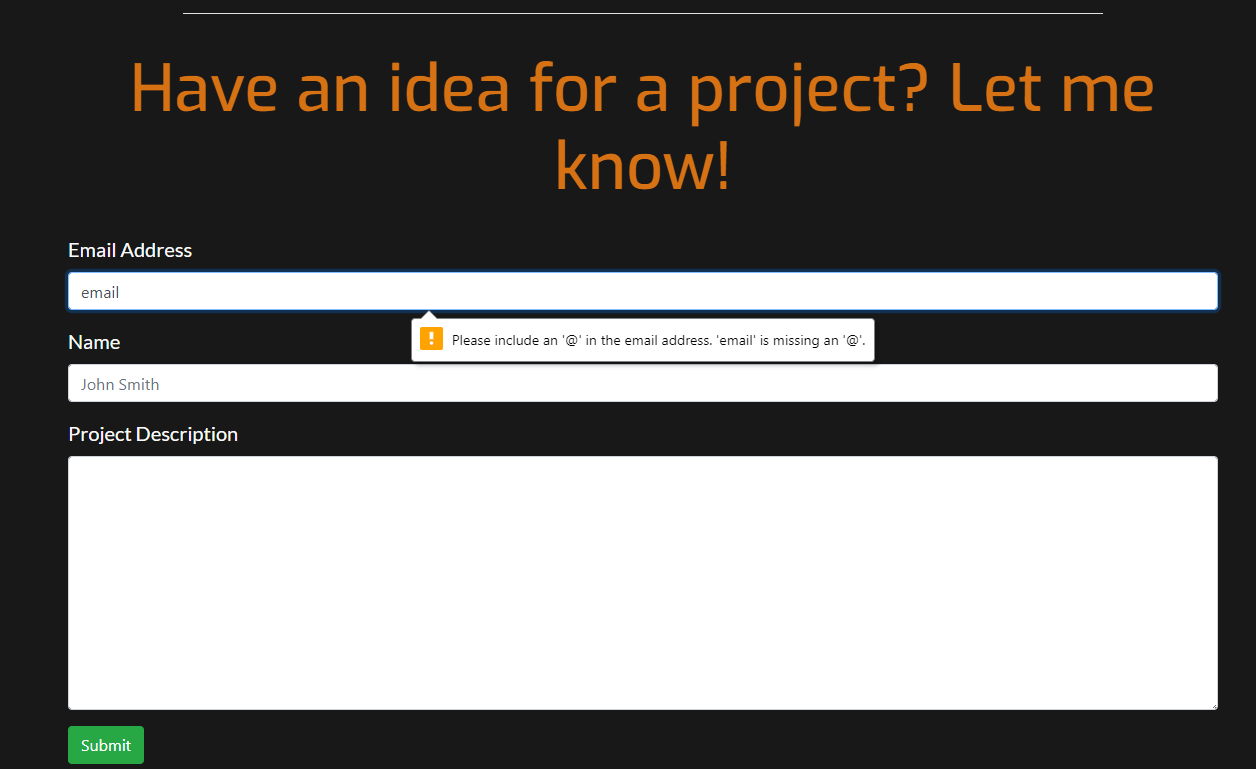 Have an idea for a project? Let me
know!
Email Address
email
Please include an '@' in the email address. 'email' is missing an '@'.
Name
John Smith
Project Description
Submit